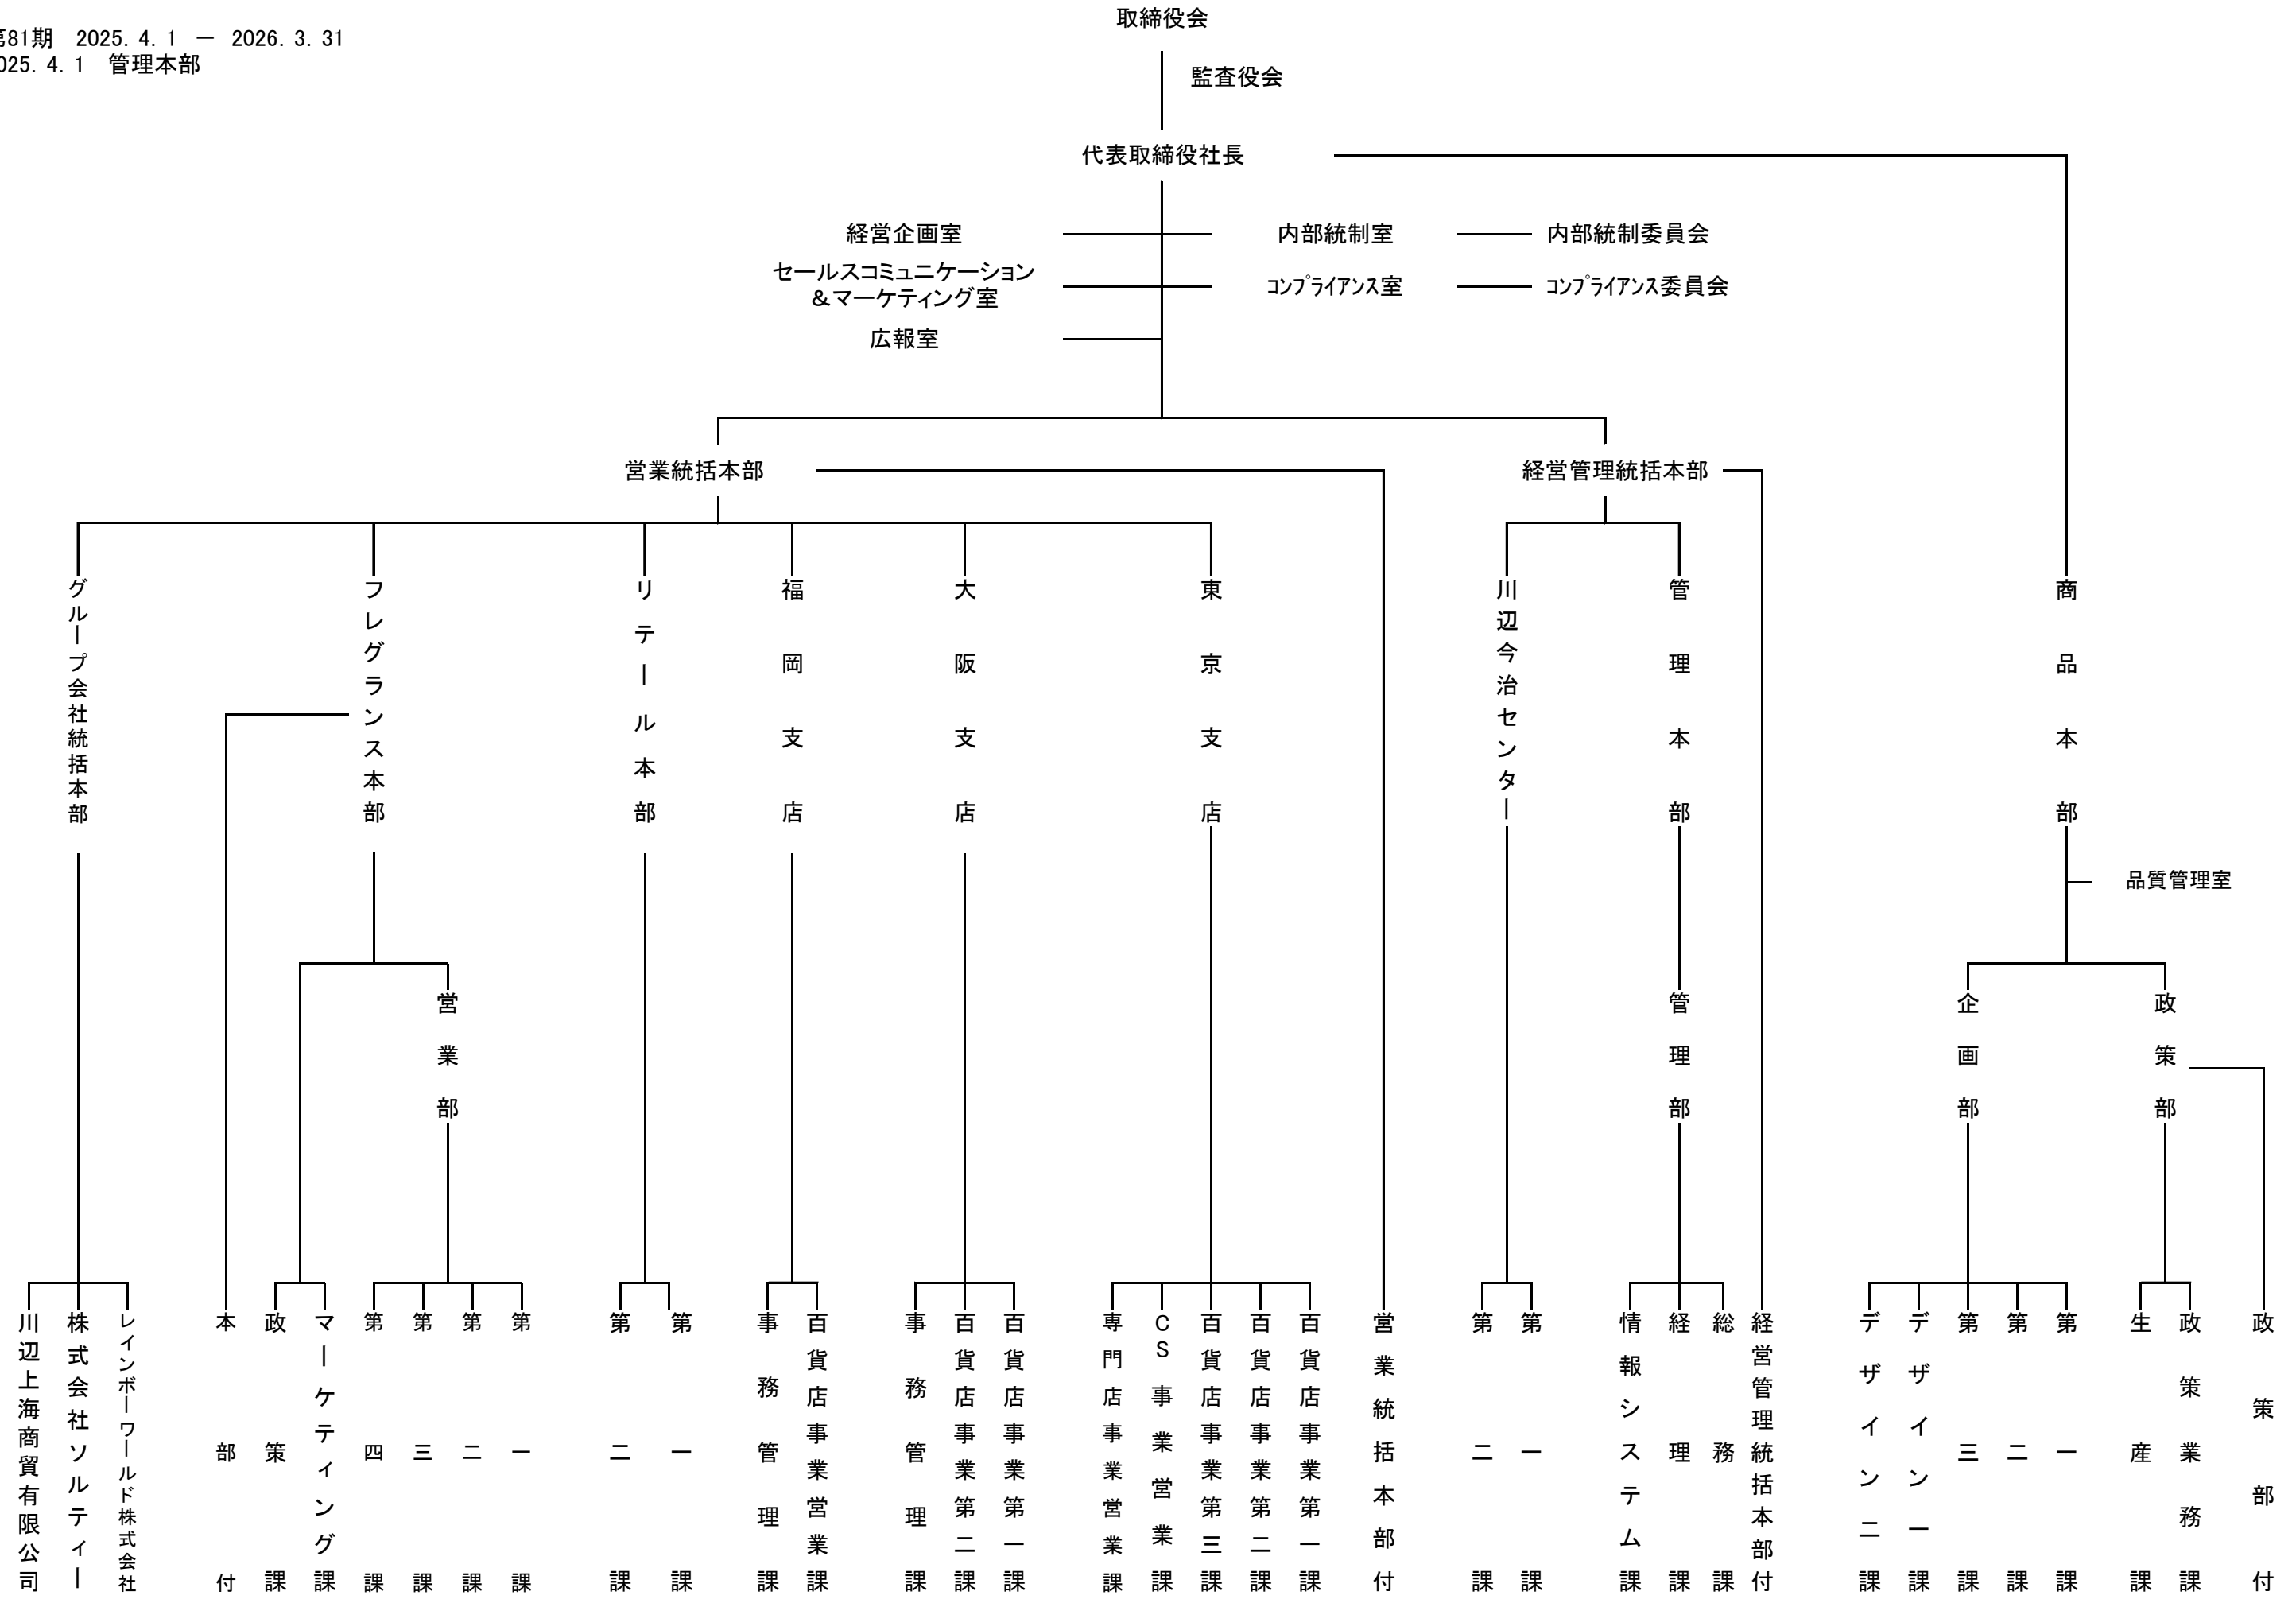 第81期　2025.4.1　－　2026.3.31
2025.4.1　管理本部
取締役会
監査役会
代表取締役社長
経営企画室
内部統制室
内部統制委員会
セールスコミュニケーション
＆マーケティング室
ｺﾝﾌﾟﾗｲｱﾝｽ室
ｺﾝﾌﾟﾗｲｱﾝｽ委員会
広報室
営業統括本部
経営管理統括本部
グループ会社統括本部
フレグランス本部
リテール本部
福岡支店
大阪支店
東京支店
川辺今治センター
管理本部
商品本部
品質管理室
営業部
管理部
企画部
政策部
川辺上海商貿有限公司
株式会社ソルティー
レインボーワールド株式会社
本部付
政策課
マーケティング課
第四課
第三課
第二課
第一課
第二課
第一課
事務管理課
百貨店事業営業課
事務管理課
百貨店事業第二課
百貨店事業第一課
専門店事業営業課
CS事業営業課
百貨店事業第三課
百貨店事業第二課
百貨店事業第一課
営業統括本部付
第二課
第一課
情報システム課
経理課
総務課
経営管理統括本部付
デザイン二課
デザイン一課
第三課
第二課
第一課
生産課
政策業務課
政策部付